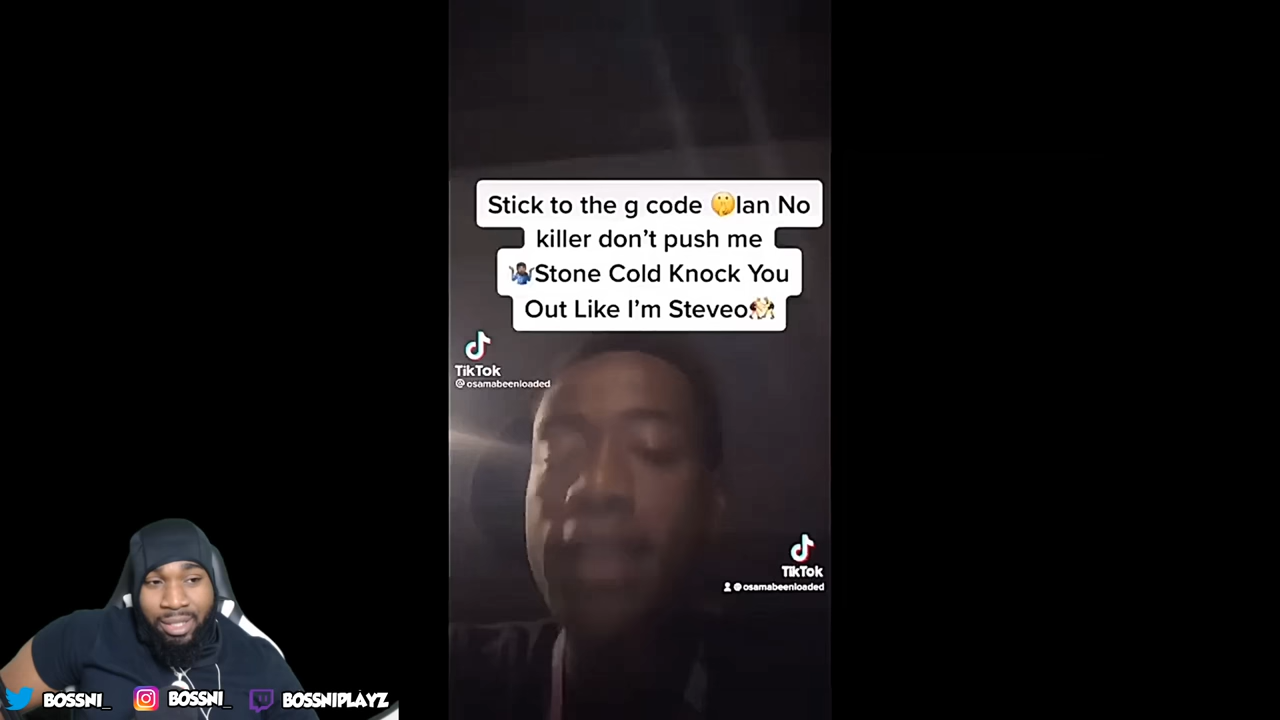 Stick to the g code 🤫Ian No
killer don't push me
🤷🏿‍♂️Stone Cold Knock You
Out Like I'm Steveo🤼
TikTok
@osamabeenloaded
TikTok
@osamabeenloaded
BOSSNI_
BOSSNI_
BOSSNIPLAYZ